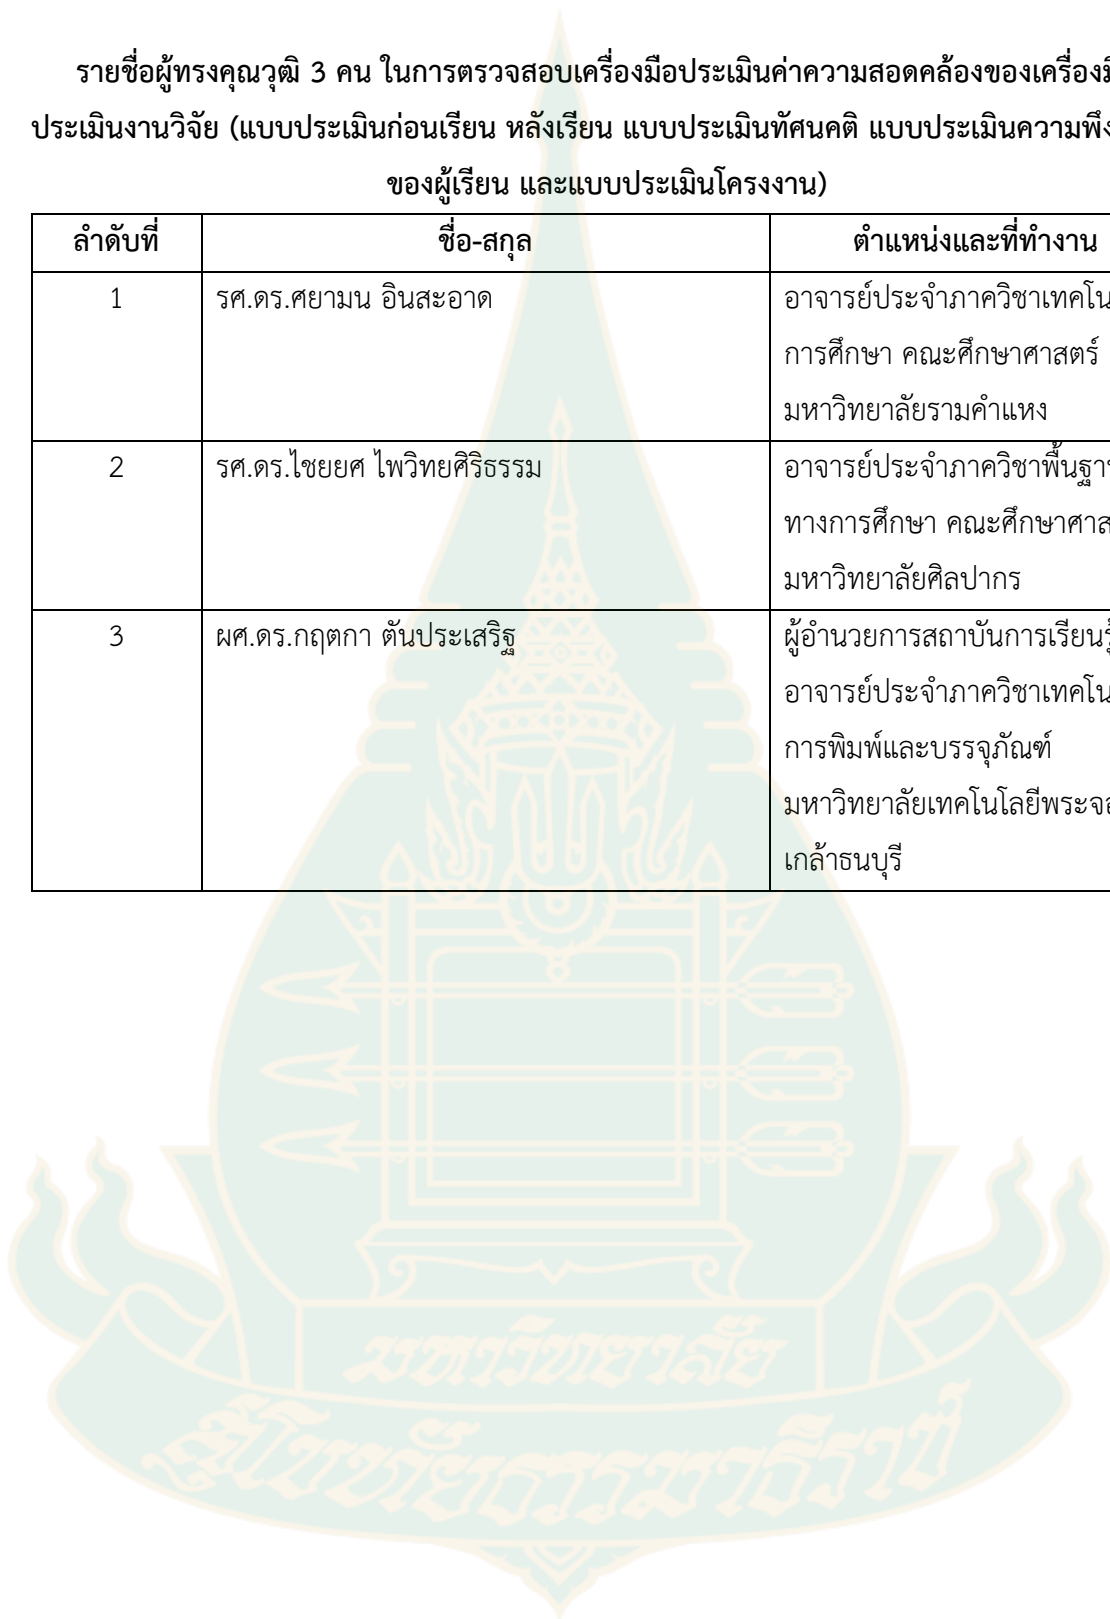 รายชื่อผู้ทรงคุณวุฒิ 3 คน ในการตรวจสอบเครื่องมือประเมินค่าความสอดคล้องของเครื่องมื
ประเมินงานวิจัย (แบบประเมินก่อนเรียน หลังเรียน แบบประเมินทัศนคติ แบบประเมินความพึง
ของผู้เรียน และแบบประเมินโครงงาน)
ลำดับที่ ชื่อ-สกุล ตำแหน่งและที่ทำงาน
1 รศ.ดร.ศยามน อินสะอาด อาจารย์ประจำภาควิชาเทคโน
การศึกษา คณะศึกษาศาสตร์
มหาวิทยาลัยรามคำแหง
2 รศ.ดร.ไชยยศ ไพวิทยศิริธรรม อาจารย์ประจำภาควิชาพื้นฐา
ทางการศึกษา คณะศึกษาศาส
มหาวิทยาลัยศิลปากร
3 ผศ.ดร.กฤตกา ตันประเสริฐ ผู้อำนวยการสถาบันการเรียนรู้
อาจารย์ประจำภาควิชาเทคโน
การพิมพ์และบรรจุภัณฑ์
มหาวิทยาลัยเทคโนโลยีพระจอ
เกล้าธนบุรี
มหาวิทยาลัย
สุโขทัยธรรมาธิราช